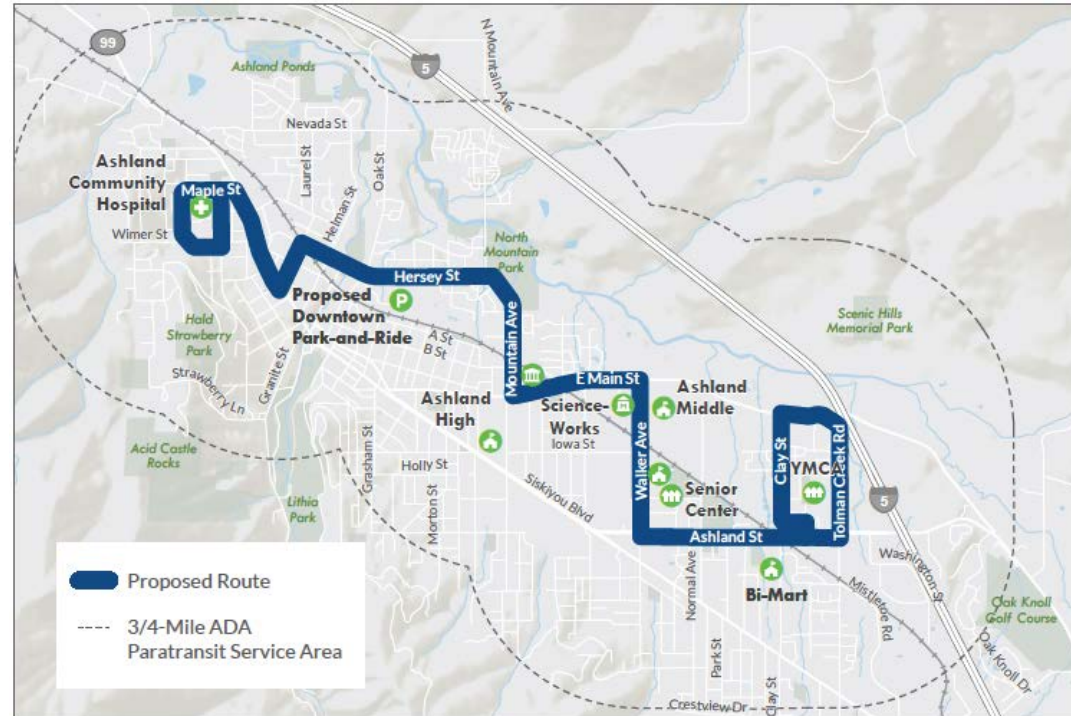 99
5
N Mountain Ave
Ashland Ponds
Nevada St
Laurel St
Oak St
Helman St
Ashland
Community
Hospital
Maple St
Wimer St
North
Mountain
Park
Hersey St
Proposed
Downtown
Park-and-Ride
P
A St
B St
Hald
Strawberry
Park
Strawberry Ln
Granite St
Scenic Hills
Memorial Park
Mountain Ave
E Main St
Ashland
Middle
Science-
Works
Ashland
High
Iowa St
Walker Ave
Clay St
YMCA
Tolman Creek Rd
5
Acid Castle
Rocks
Grasham St
Holly St
Morton St
Siskiyou Blvd
Senior
Center
Lithia
Park
Ashland St
Washington St
Normal Ave
Bi-Mart
Mistletoe Rd
Oak Knoll
Golf Course
Oak Knoll Dr
Park St
Clay St
Crestview Dr
Proposed Route
3/4-Mile ADA
Paratransit Service Area